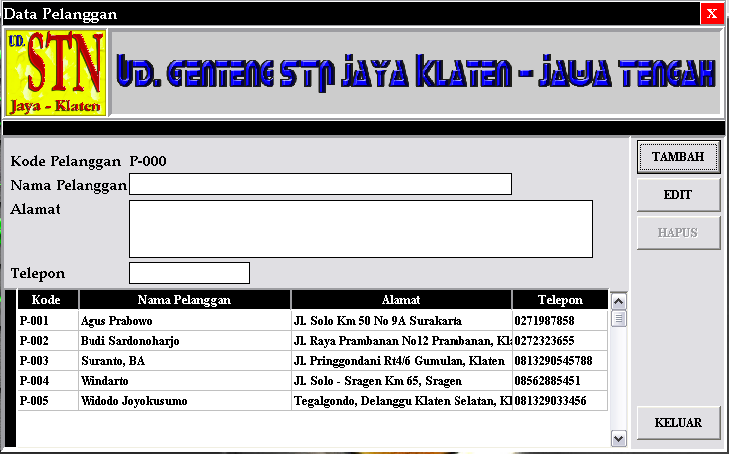 Data Pelanggan X
UD. STN
Jaya - Klaten
UD. GENTENG STN JAYA KLATEN - JAWA TENGAH
Kode Pelanggan P-000
Nama Pelanggan
Alamat
Telepon
TAMBAH
EDIT
HAPUS
Kode Nama Pelanggan Alamat Telepon
P-001 Agus Prabowo Jl. Solo Km 50 No 9A Surakarta 0271987858
P-002 Budi Sardonoharjo Jl. Raya Prambanan No12 Prambanan, Kl 0272323655
P-003 Suranto, BA Jl. Pringgondani Rt4/6 Gumulan, Klaten 0813290545788
P-004 Windarto Jl. Solo - Sragen Km 65, Sragen 08562885451
P-005 Widodo Joyokusumo Tegalgondo, Delanggu Klaten Selatan, Kl 081329033456
KELUAR